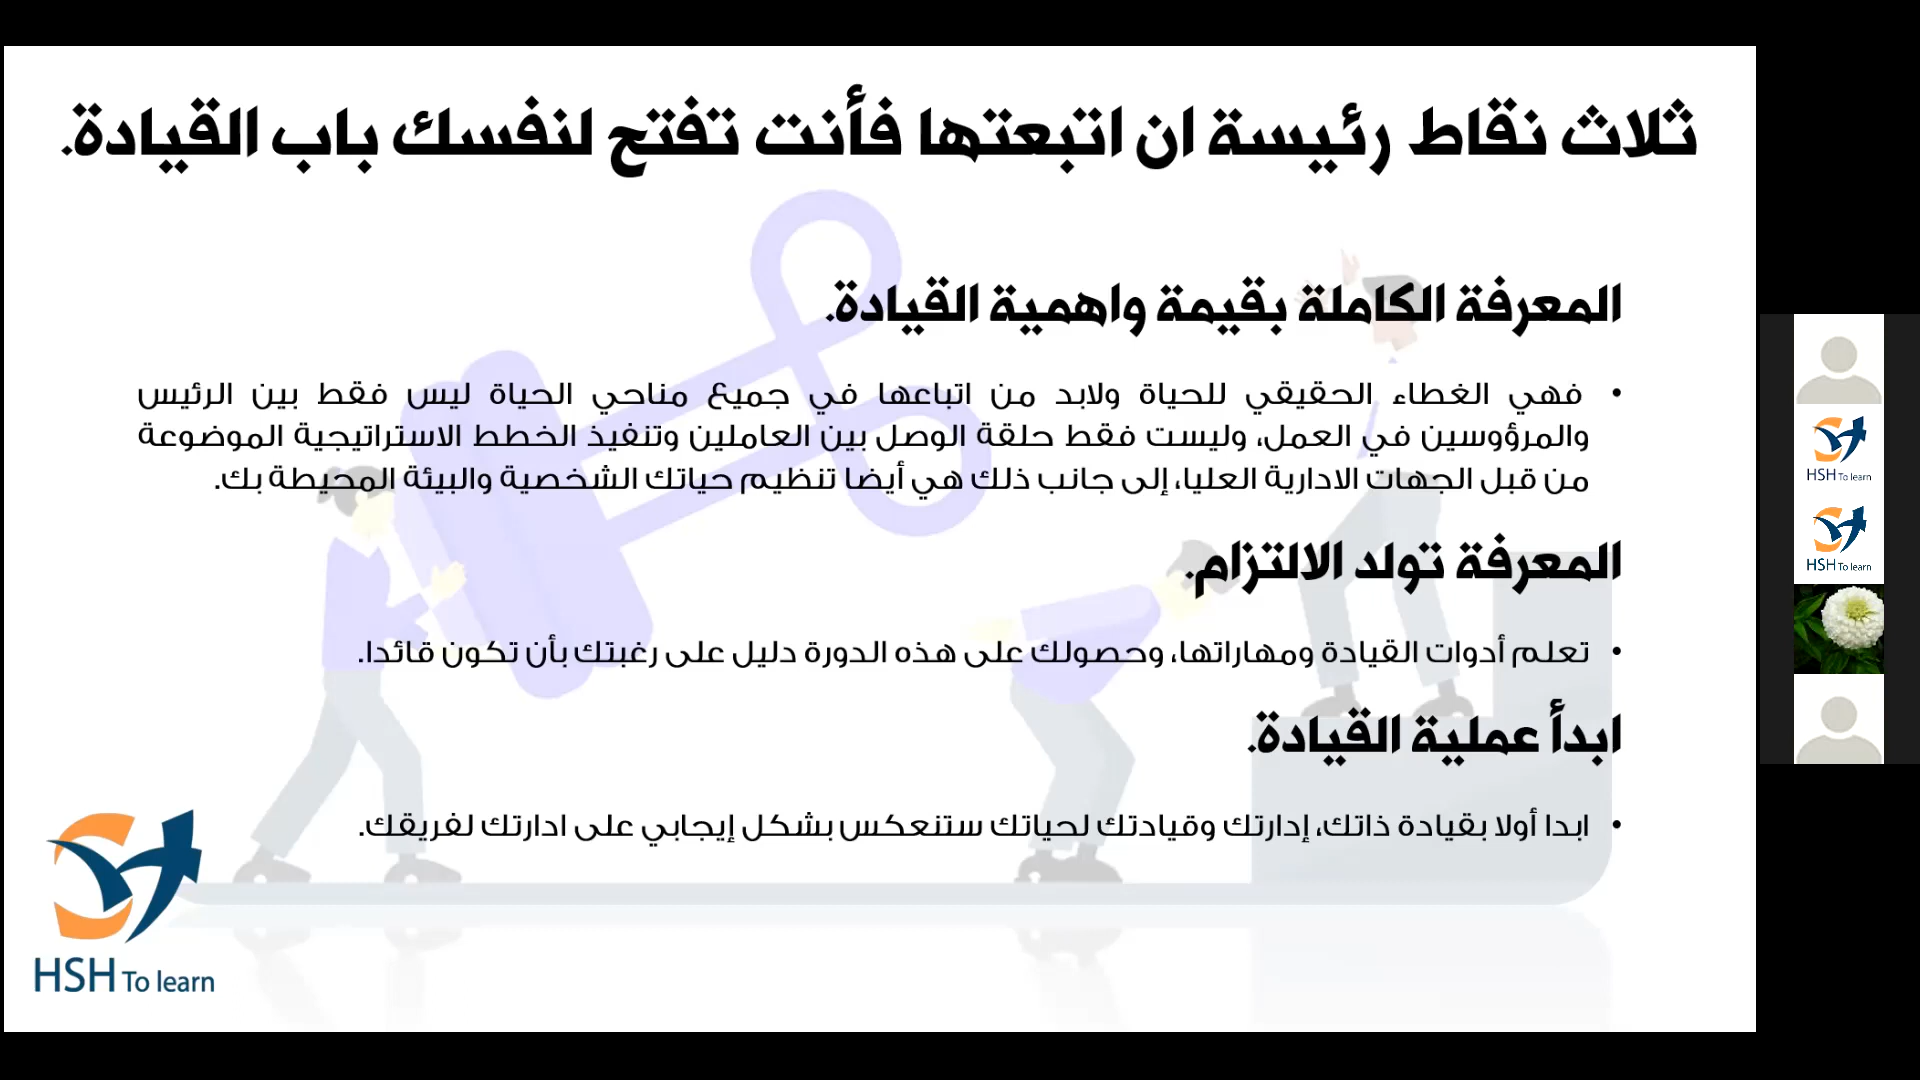 ثلاث نقاط رئيسة ان اتبعتها فأنت تفتح لنفسك باب القيادة.
المعرفة الكاملة بقيمة واهمية القيادة.
• فهي الغطاء الحقيقي للحياة ولابد من اتباعها في جميع مناحي الحياة ليس فقط بين الرئيس
والمرؤوسين في العمل، وليست فقط حلقة الوصل بين العاملين وتنفيذ الخطط الاستراتيجية الموضوعة
من قبل الجهات الادارية العليا، إلى جانب ذلك هي أيضا تنظيم حياتك الشخصية والبيئة المحيطة بك.
المعرفة تولد الالتزام.
• تعلم أدوات القيادة ومهاراتها، وحصولك على هذه الدورة دليل على رغبتك بأن تكون قائدا.
ابدأ عملية القيادة.
• ابدا أولا بقيادة ذاتك، إدارتك وقيادتك لحياتك ستنعكس بشكل إيجابي على ادارتك لفريقك.
HSH To learn
HSH To learn
HSH To learn